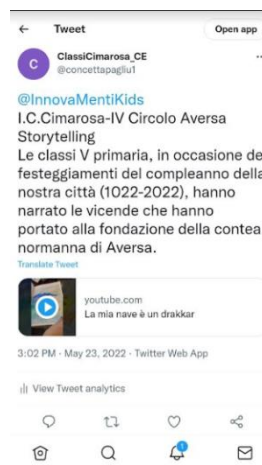 ← Tweet Open app
C ClassiCimarosa_CE
@concettapagliu1
@InnovaMentiKids
I.C.Cimarosa-IV Circolo Aversa
Storytelling
Le classi V primaria, in occasione de
festeggiamenti del compleanno della
nostra città (1022-2022), hanno
narrato le vicende che hanno
portato alla fondazione della contea
normanna di Aversa.
Translate Tweet
youtube.com
La mia nave è un drakkar
3:02 PM · May 23, 2022 · Twitter Web App
View Tweet analytics
1